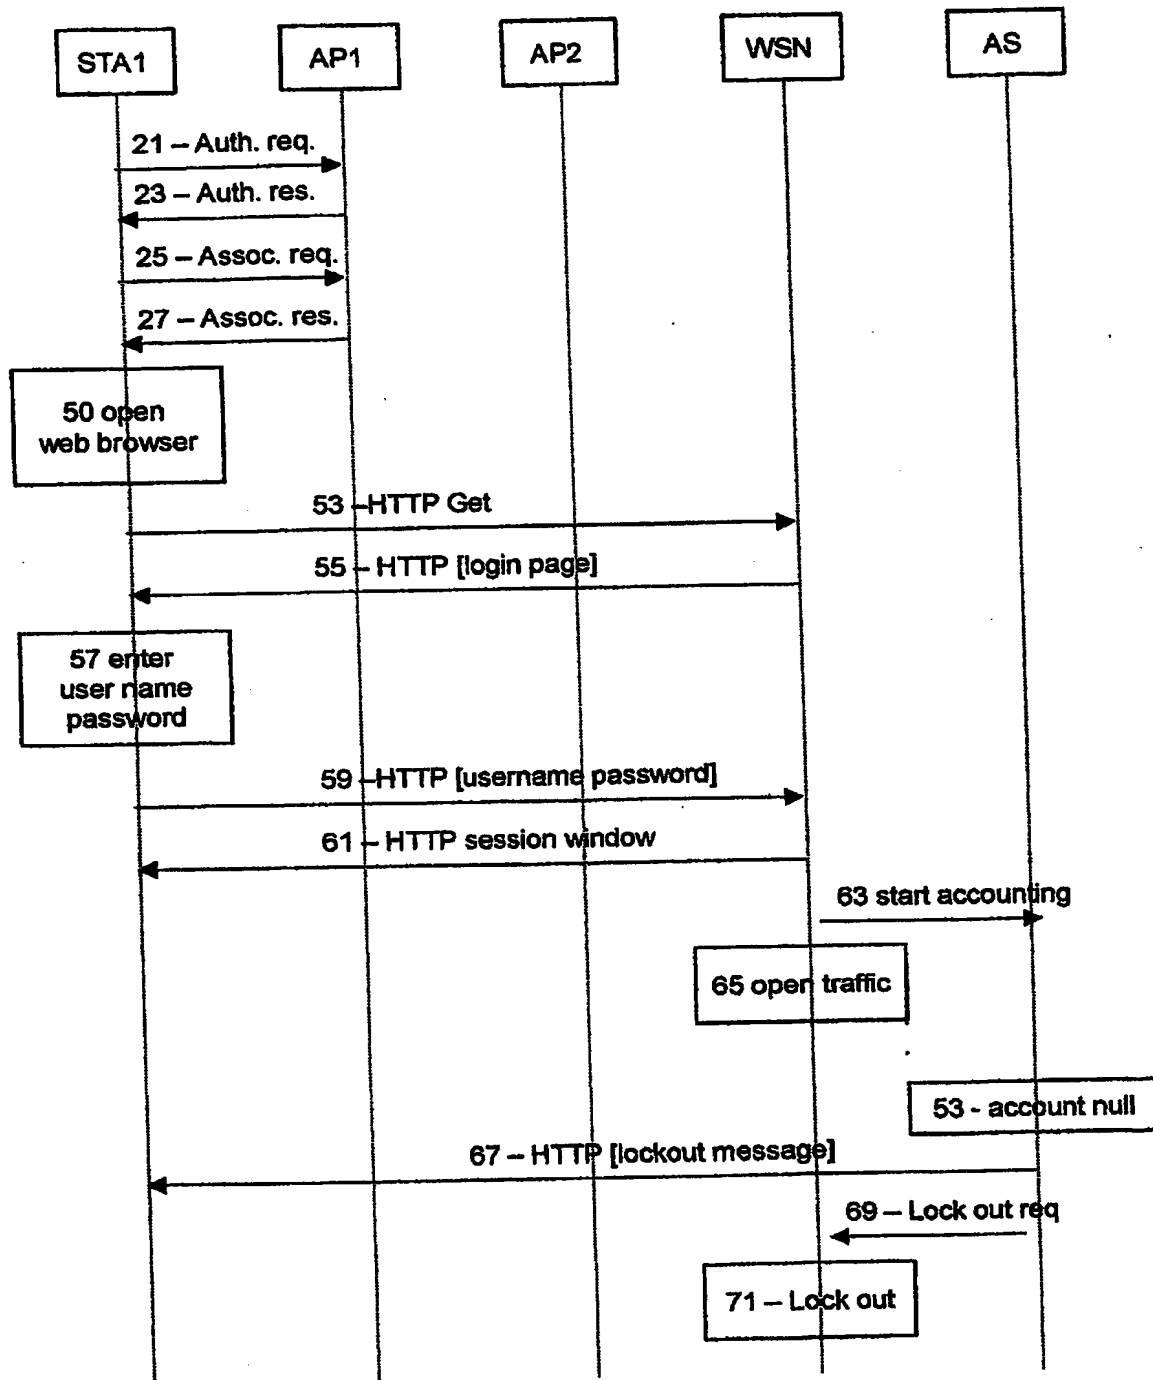 STA1
AP1
AP2
WSN
AS
21 – Auth. req.
23 – Auth. res.
25 – Assoc. req.
27 – Assoc. res.
50 open
web browser
53 –HTTP Get
55 – HTTP [login page]
57 enter
user name
password
59 –HTTP [username password]
61 – HTTP session window
63 start accounting
65 open traffic
53 - account null
67 – HTTP [lockout message]
69 – Lock out req
71 – Lock out